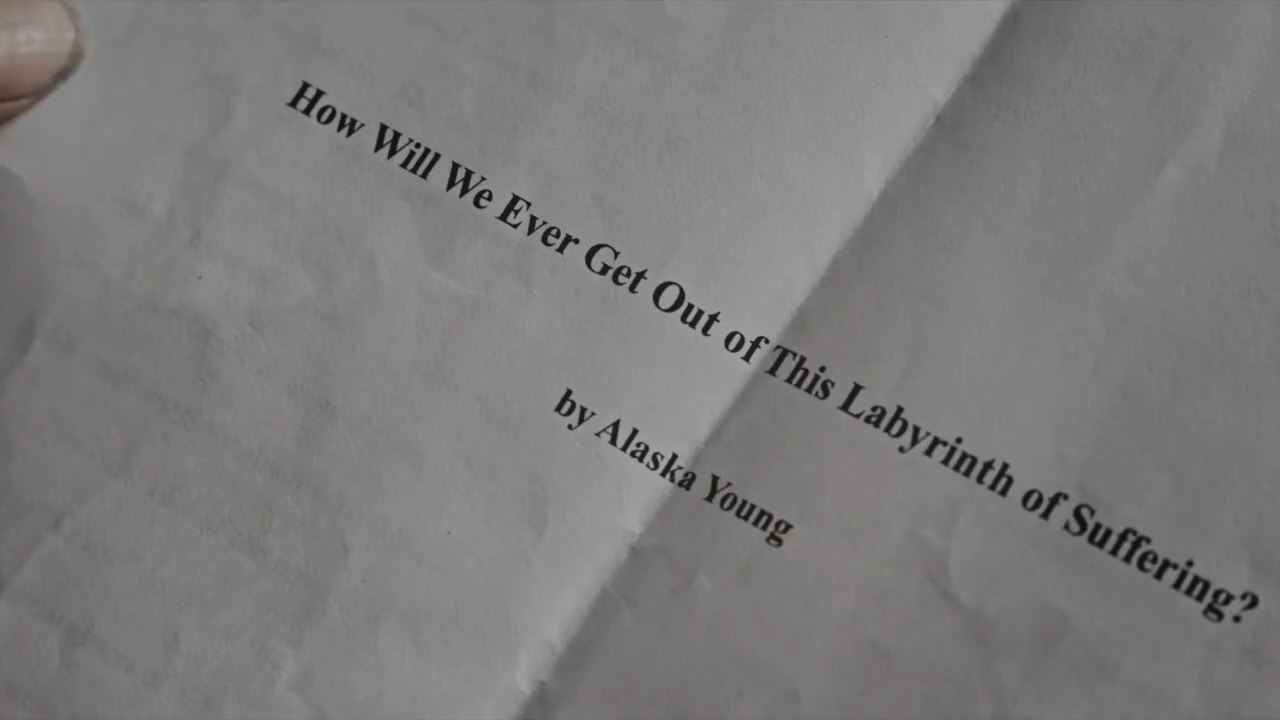 How Will We Ever Get Out of This Labyrinth of Suffering?
by Alaska Young